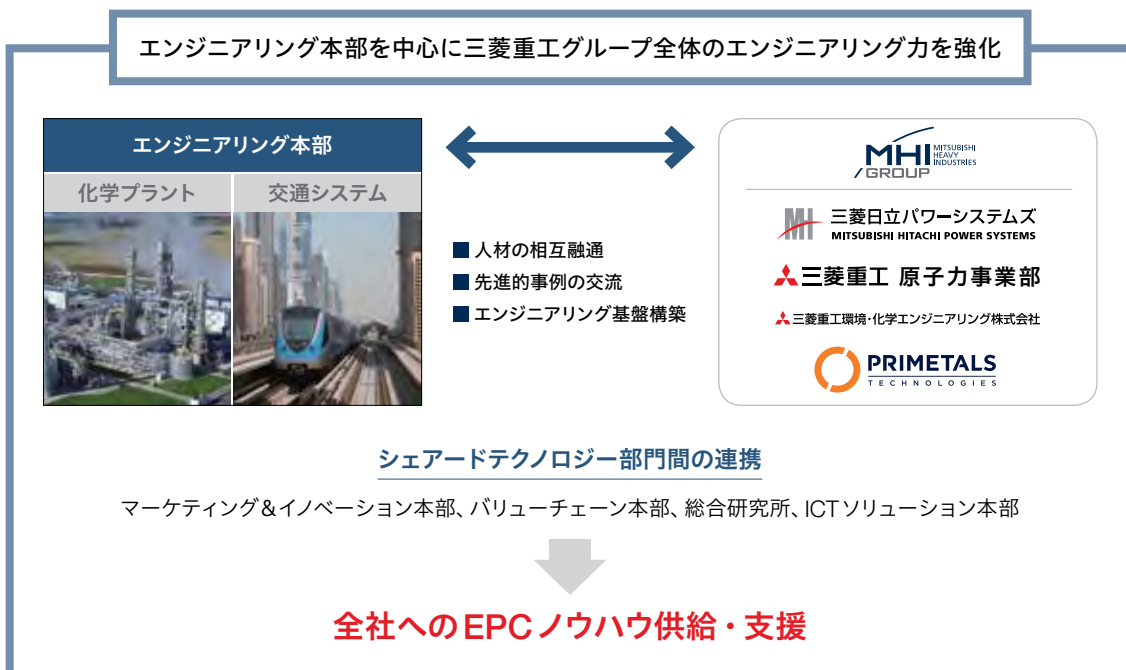 エンジニアリング本部を中心に三菱重工グループ全体のエンジニアリング力を強化
エンジニアリング本部
化学プラント
交通システム
■ 人材の相互融通
■ 先進的事例の交流
■ エンジニアリング基盤構築
MHI MITSUBISHI
HEAVY
INDUSTRIES
GROUP
三菱日立パワーシステムズ
MITSUBISHI HITACHI POWER SYSTEMS
三菱重工 原子力事業部
三菱重工環境・化学エンジニアリング株式会社
PRIMETALS
TECHNOLOGIES
シェアードテクノロジー部門間の連携
マーケティング&イノベーション本部、バリューチェーン本部、総合研究所、ICTソリューション本部
全社へのEPCノウハウ供給・支援